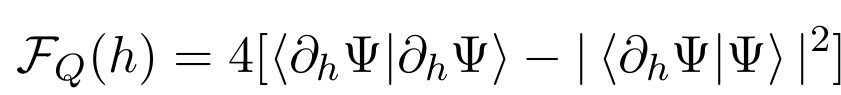 $\mathcal{F}_Q(h) = 4[\langle \partial_h \Psi | \partial_h \Psi \rangle - | \langle \partial_h \Psi | \Psi \rangle |^2]$